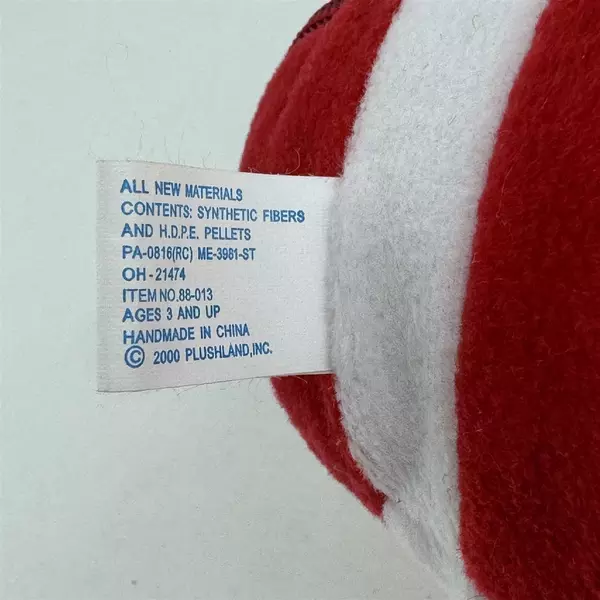 ALL NEW MATERIALS
CONTENTS: SYNTHETIC FIBERS
AND H.D.P.E. PELLETS
PA-0816(RC) ME-3981-ST
OH-21474
ITEM NO.88-013
AGES 3 AND UP
HANDMADE IN CHINA
© 2000 PLUSHLAND,INC.